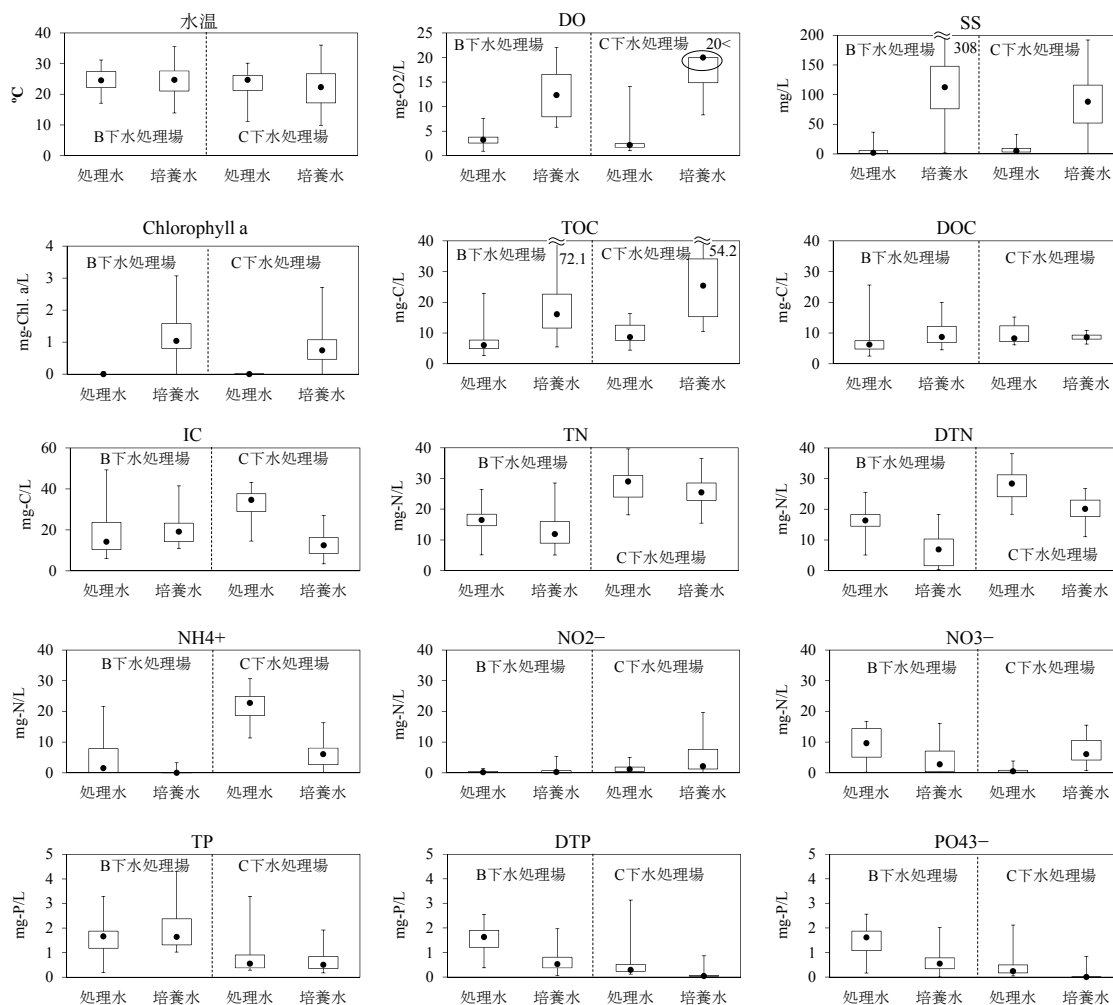 水温
℃
40
30
20
10
0
B下水処理場
C下水処理場
処理水
培養水
処理水
培養水
DO
mg-O2/L
25
20
15
10
5
0
B下水処理場
C下水処理場
20<
処理水
培養水
処理水
培養水
SS
mg/L
200
150
100
50
0
B下水処理場
308
C下水処理場
処理水
培養水
処理水
培養水
Chlorophyll a
mg-Chl. a/L
4
3
2
1
0
B下水処理場
C下水処理場
処理水
培養水
処理水
培養水
TOC
mg-C/L
40
30
20
10
0
B下水処理場
72.1
C下水処理場
54.2
処理水
培養水
処理水
培養水
DOC
mg-C/L
40
30
20
10
0
B下水処理場
C下水処理場
処理水
培養水
処理水
培養水
IC
mg-C/L
60
40
20
0
B下水処理場
C下水処理場
処理水
培養水
処理水
培養水
TN
mg-N/L
40
30
20
10
0
B下水処理場
C下水処理場
処理水
培養水
処理水
培養水
DTN
mg-N/L
40
30
20
10
0
B下水処理場
C下水処理場
処理水
培養水
処理水
培養水
NH4+
mg-N/L
40
30
20
10
0
B下水処理場
C下水処理場
処理水
培養水
処理水
培養水
NO2−
mg-N/L
40
30
20
10
0
B下水処理場
C下水処理場
処理水
培養水
処理水
培養水
NO3−
mg-N/L
40
30
20
10
0
B下水処理場
C下水処理場
処理水
培養水
処理水
培養水
TP
mg-P/L
5
4
3
2
1
0
B下水処理場
C下水処理場
処理水
培養水
処理水
培養水
DTP
mg-P/L
5
4
3
2
1
0
B下水処理場
C下水処理場
処理水
培養水
処理水
培養水
PO43−
mg-P/L
5
4
3
2
1
0
B下水処理場
C下水処理場
処理水
培養水
処理水
培養水